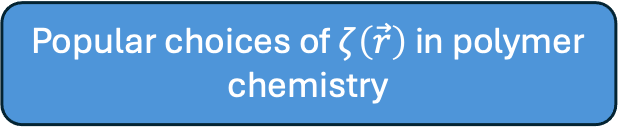 Popular choices of ζ(r⃗) in polymer
chemistry